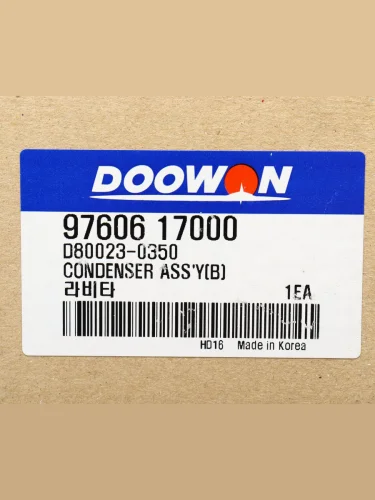 DOOWON
97606 17000
D80023-0350
CONDENSER ASS'Y(B)
라비타 1EA
HD16 Made in Korea